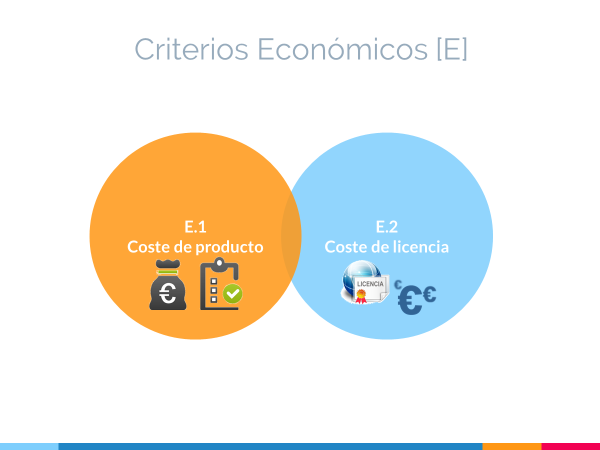 Criterios Económicos [E]
E.1
Coste de producto
E.2
Coste de licencia
€
LICENCIA
€
€
€